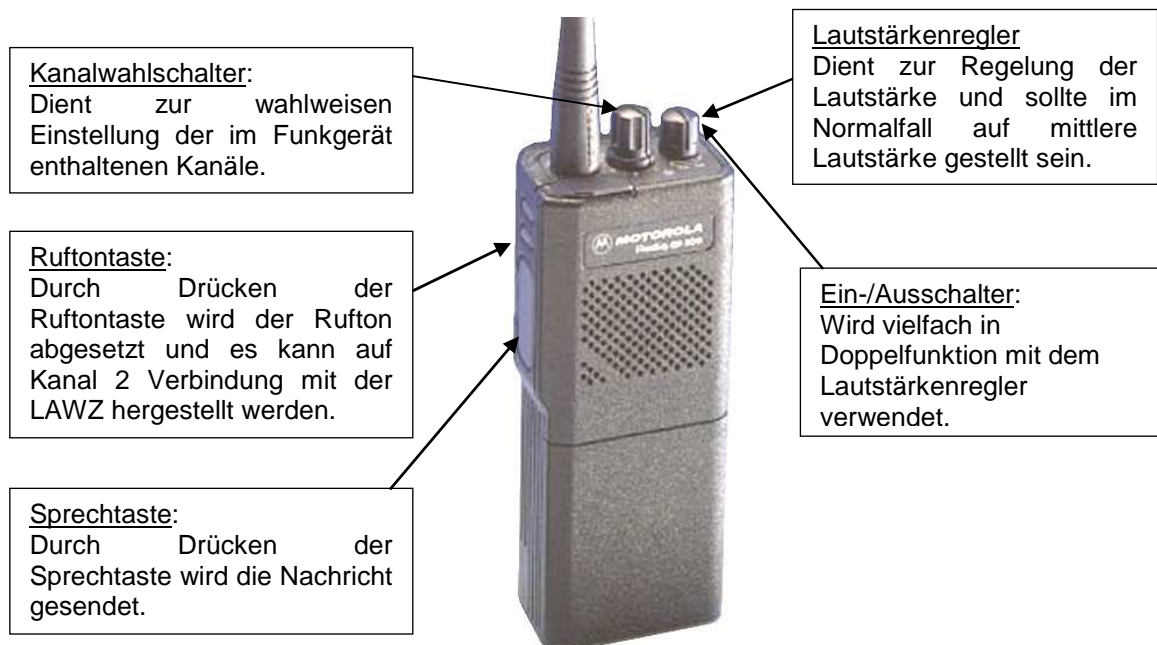 Kanalwahlschalter:
Dient zur wahlweisen
Einstellung der im Funkgerät
enthaltenen Kanäle.
Ruftontaste:
Durch Drücken der
Ruftontaste wird der Rufton
abgesetzt und es kann auf
Kanal 2 Verbindung mit der
LAWZ hergestellt werden.
Sprechtaste:
Durch Drücken der
Sprechtaste wird die Nachricht
gesendet.
MOTOROLA
Lautstärkenregler
Dient zur Regelung der
Lautstärke und sollte im
Normalfall auf mittlere
Lautstärke gestellt sein.
Ein-/Ausschalter:
Wird vielfach in
Doppelfunktion mit dem
Lautstärkenregler
verwendet.